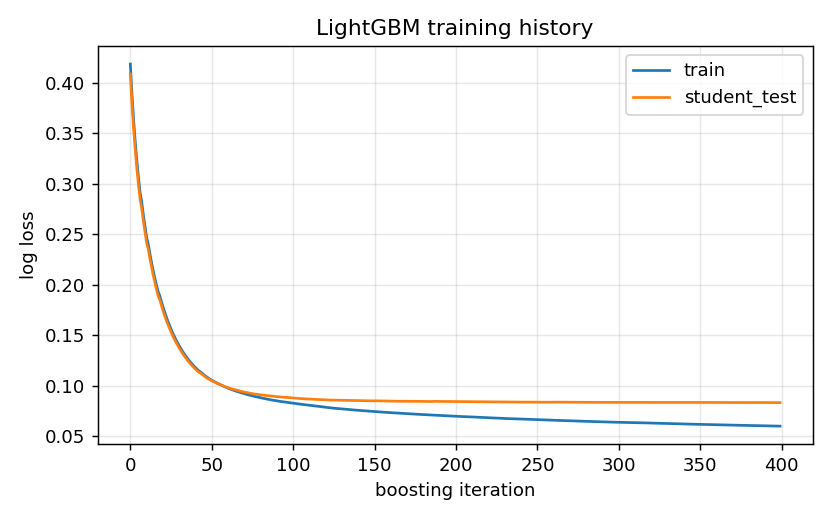 LightGBM training history
train
student_test
log loss
0.40
0.35
0.30
0.25
0.20
0.15
0.10
0.05
0 50 100 150 200 250 300 350 400
boosting iteration